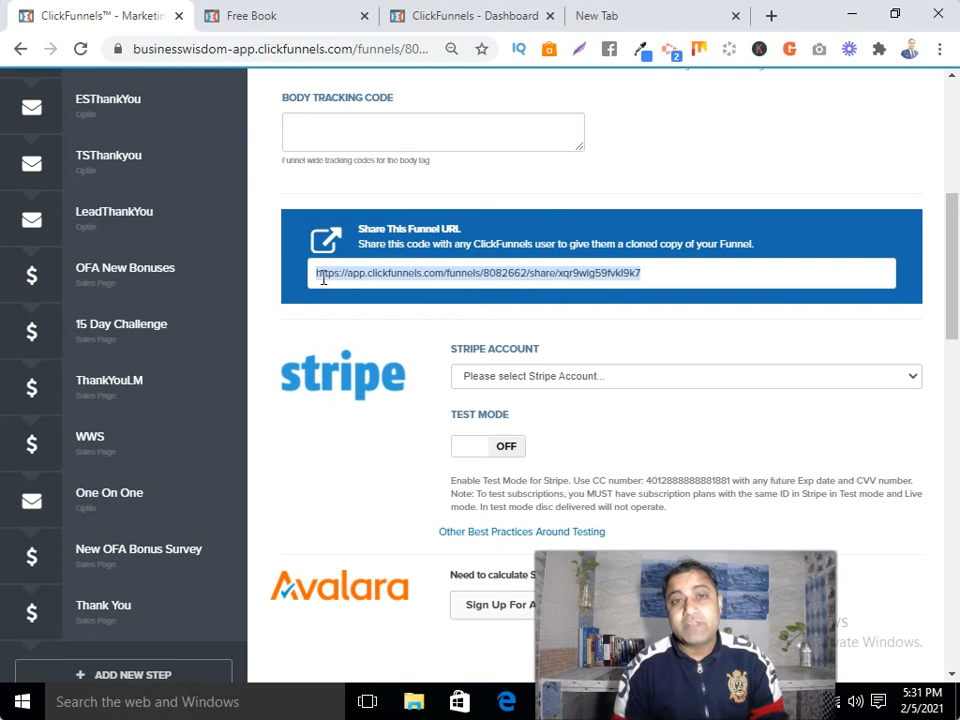 ClickFunnels™ - Marketin
Free Book
ClickFunnels - Dashboard
New Tab
businesswisdom-app.clickfunnels.com/funnels/80...
IQ
a
2
K
G
ESThankYou
Optin
TSThankyou
Optin
LeadThankYou
Optin
OFA New Bonuses
Sales Page
15 Day Challenge
Sales Page
ThankYouLM
Sales Page
WWS
Sales Page
One On One
Optin
New OFA Bonus Survey
Sales Page
Thank You
Sales Page
+ ADD NEW STEP
BODY TRACKING CODE
Funnel wide tracking codes for the body tag
Share This Funnel URL
Share this code with any ClickFunnels user to give them a cloned copy of your Funnel.
https://app.clickfunnels.com/funnels/8082662/share/xqr9wlg59fvkl9k7
stripe
STRIPE ACCOUNT
Please select Stripe Account...
TEST MODE
OFF
Enable Test Mode for Stripe. Use CC number: 4012888888881881 with any future Exp date and CVV number.
Note: To test subscriptions, you MUST have subscription plans with the same ID in Stripe in Test mode and Live
mode. In test mode disc delivered will not operate.
Other Best Practices Around Testing
Avalara
Need to calculate S
Sign Up For A
Windows.
Search the web and Windows
5:31 PM
2/5/2021